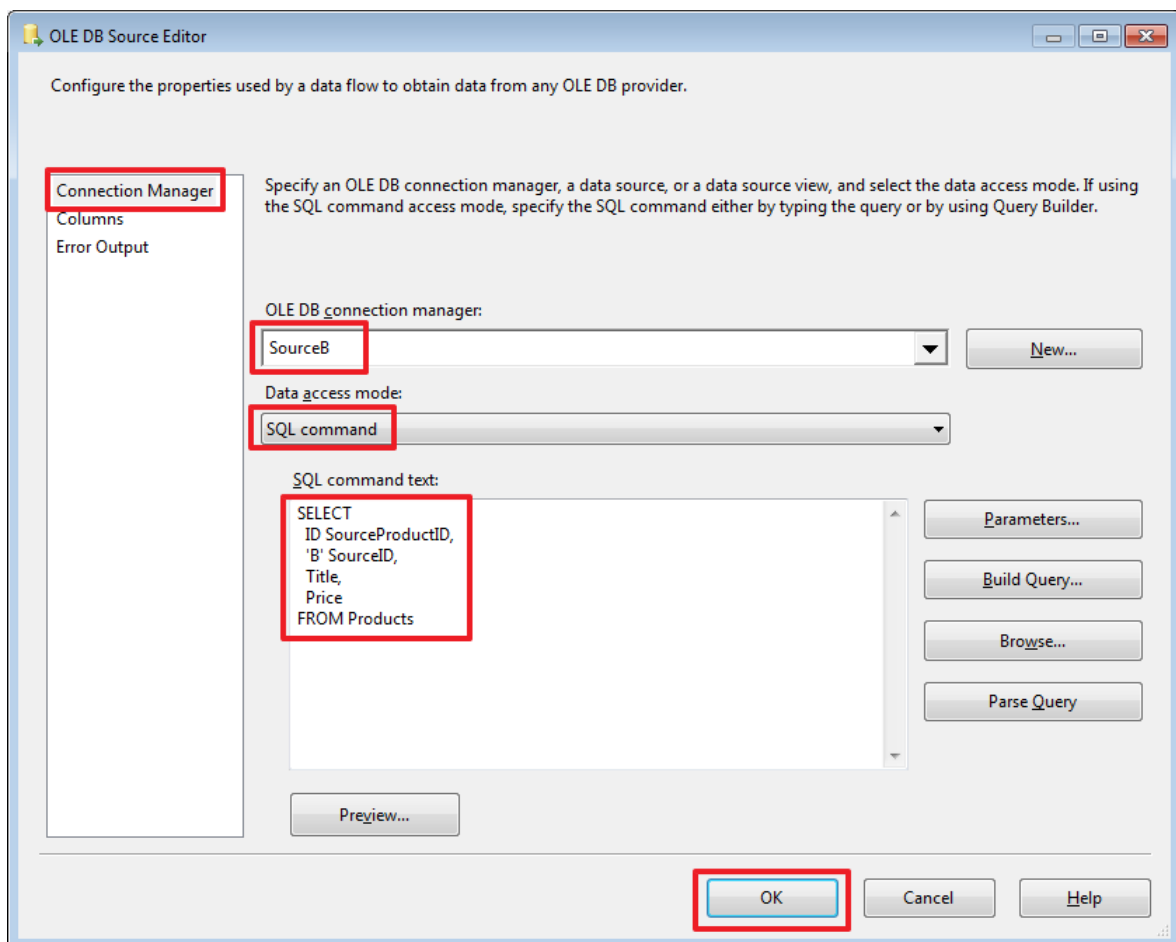 OLE DB Source Editor
Configure the properties used by a data flow to obtain data from any OLE DB provider.
Connection Manager
Columns
Error Output
Specify an OLE DB connection manager, a data source, or a data source view, and select the data access mode. If using
the SQL command access mode, specify the SQL command either by typing the query or by using Query Builder.
OLE DB connection manager:
SourceB
New...
Data access mode:
SQL command
SQL command text:
SELECT
ID SourceProductID,
'B' SourceID,
Title,
Price
FROM Products
Parameters...
Build Query...
Browse...
Parse Query
Preview...
OK
Cancel
Help